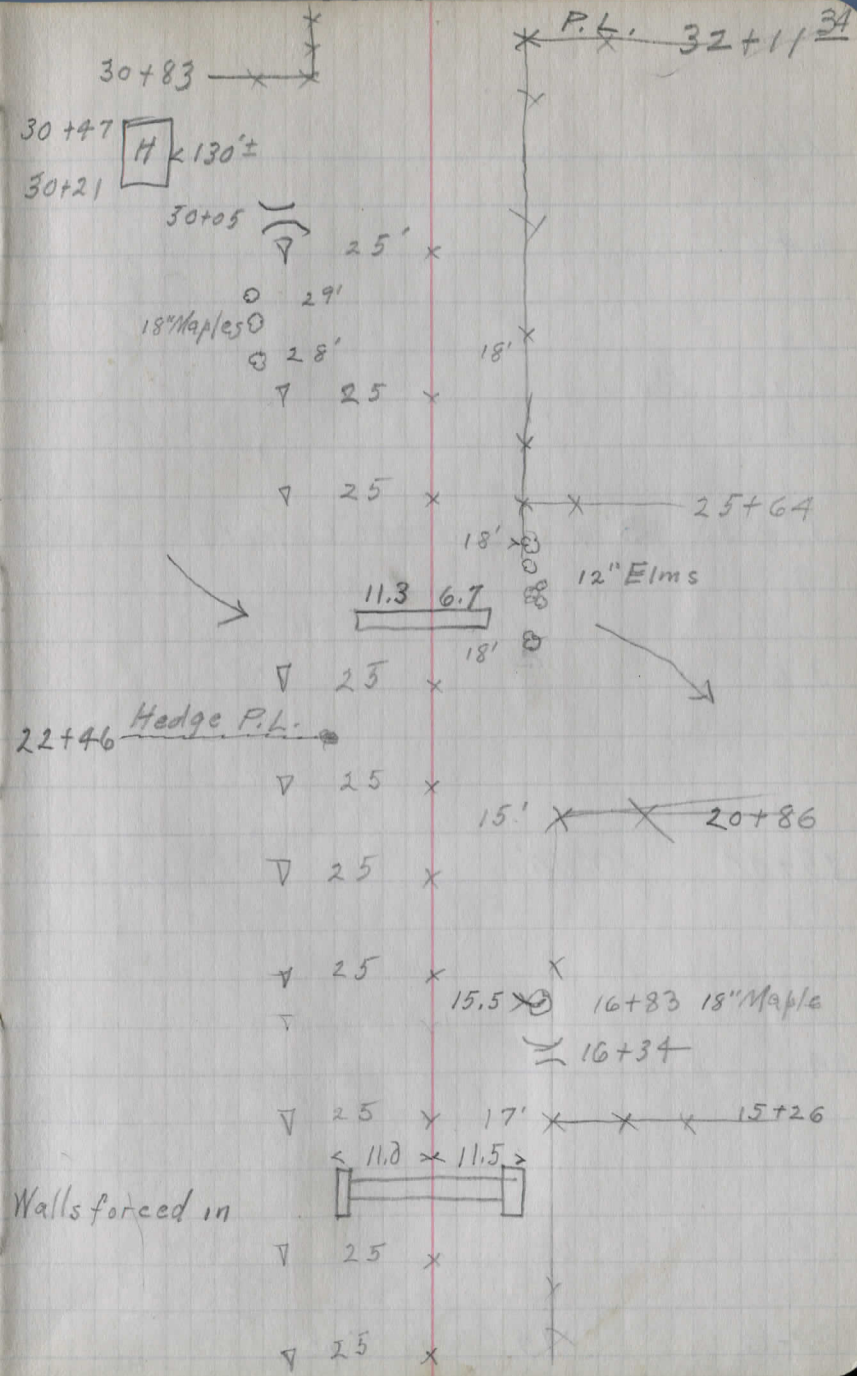 P.L. 32+11 34
30+83
30+47 H 130'±
30+21
30+05
25'
29'
18" Maples
28' 18'
25
25 25+64
18'
12" Elms
11.3 6.7
18'
25
22+46 Hedge P.L.
25
15' 20+86
25
25
15.5 16+83 18" Maple
16+34
25 17' 15+26
11.0 11.5
Walls forced in
25
25